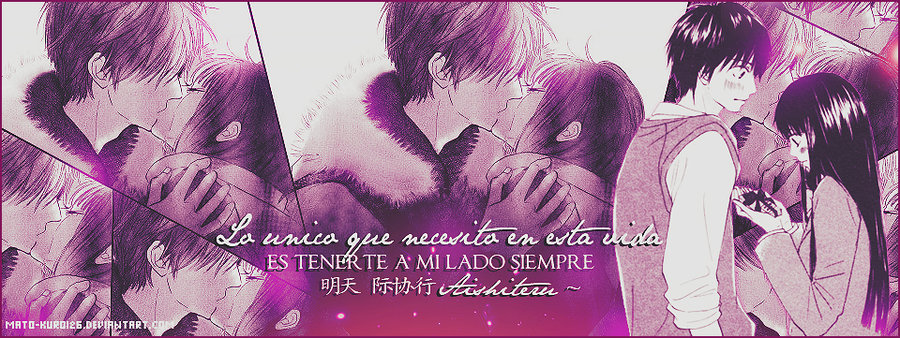 Lo unico que necesito en esta vida
ES TENERTE A MI LADO SIEMPRE
明天 际协行 Aishiteru ~
MATO-KURO126.DEVIANTART.COM